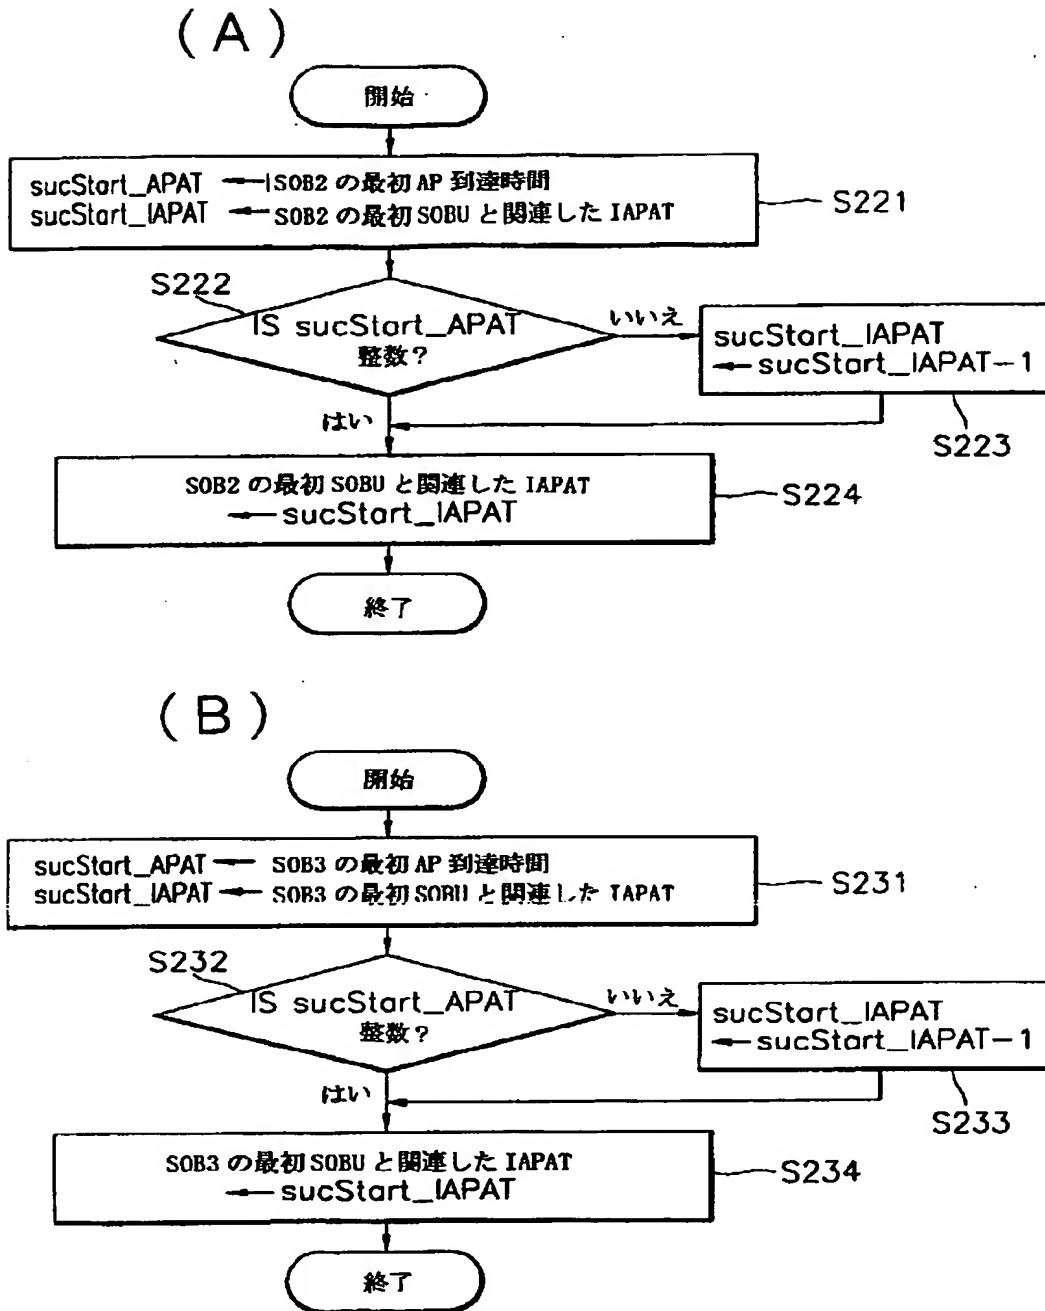 (A)
開始
sucStart_APAT ← SOB2 の最初 AP 到達時間
sucStart_IAPAT ← SOB2 の最初 SOBU と関連した IAPAT
S221
S222
IS sucStart_APAT
整数?
いいえ
sucStart_IAPAT
← sucStart_IAPAT-1
S223
はい
SOB2 の最初 SOBU と関連した IAPAT
← sucStart_IAPAT
S224
終了
(B)
開始
sucStart_APAT ← SOB3 の最初 AP 到達時間
sucStart_IAPAT ← SOB3 の最初 SOBU と関連した IAPAT
S231
S232
IS sucStart_APAT
整数?
いいえ
sucStart_IAPAT
← sucStart_IAPAT-1
S233
はい
SOB3 の最初 SOBU と関連した IAPAT
← sucStart_IAPAT
S234
終了